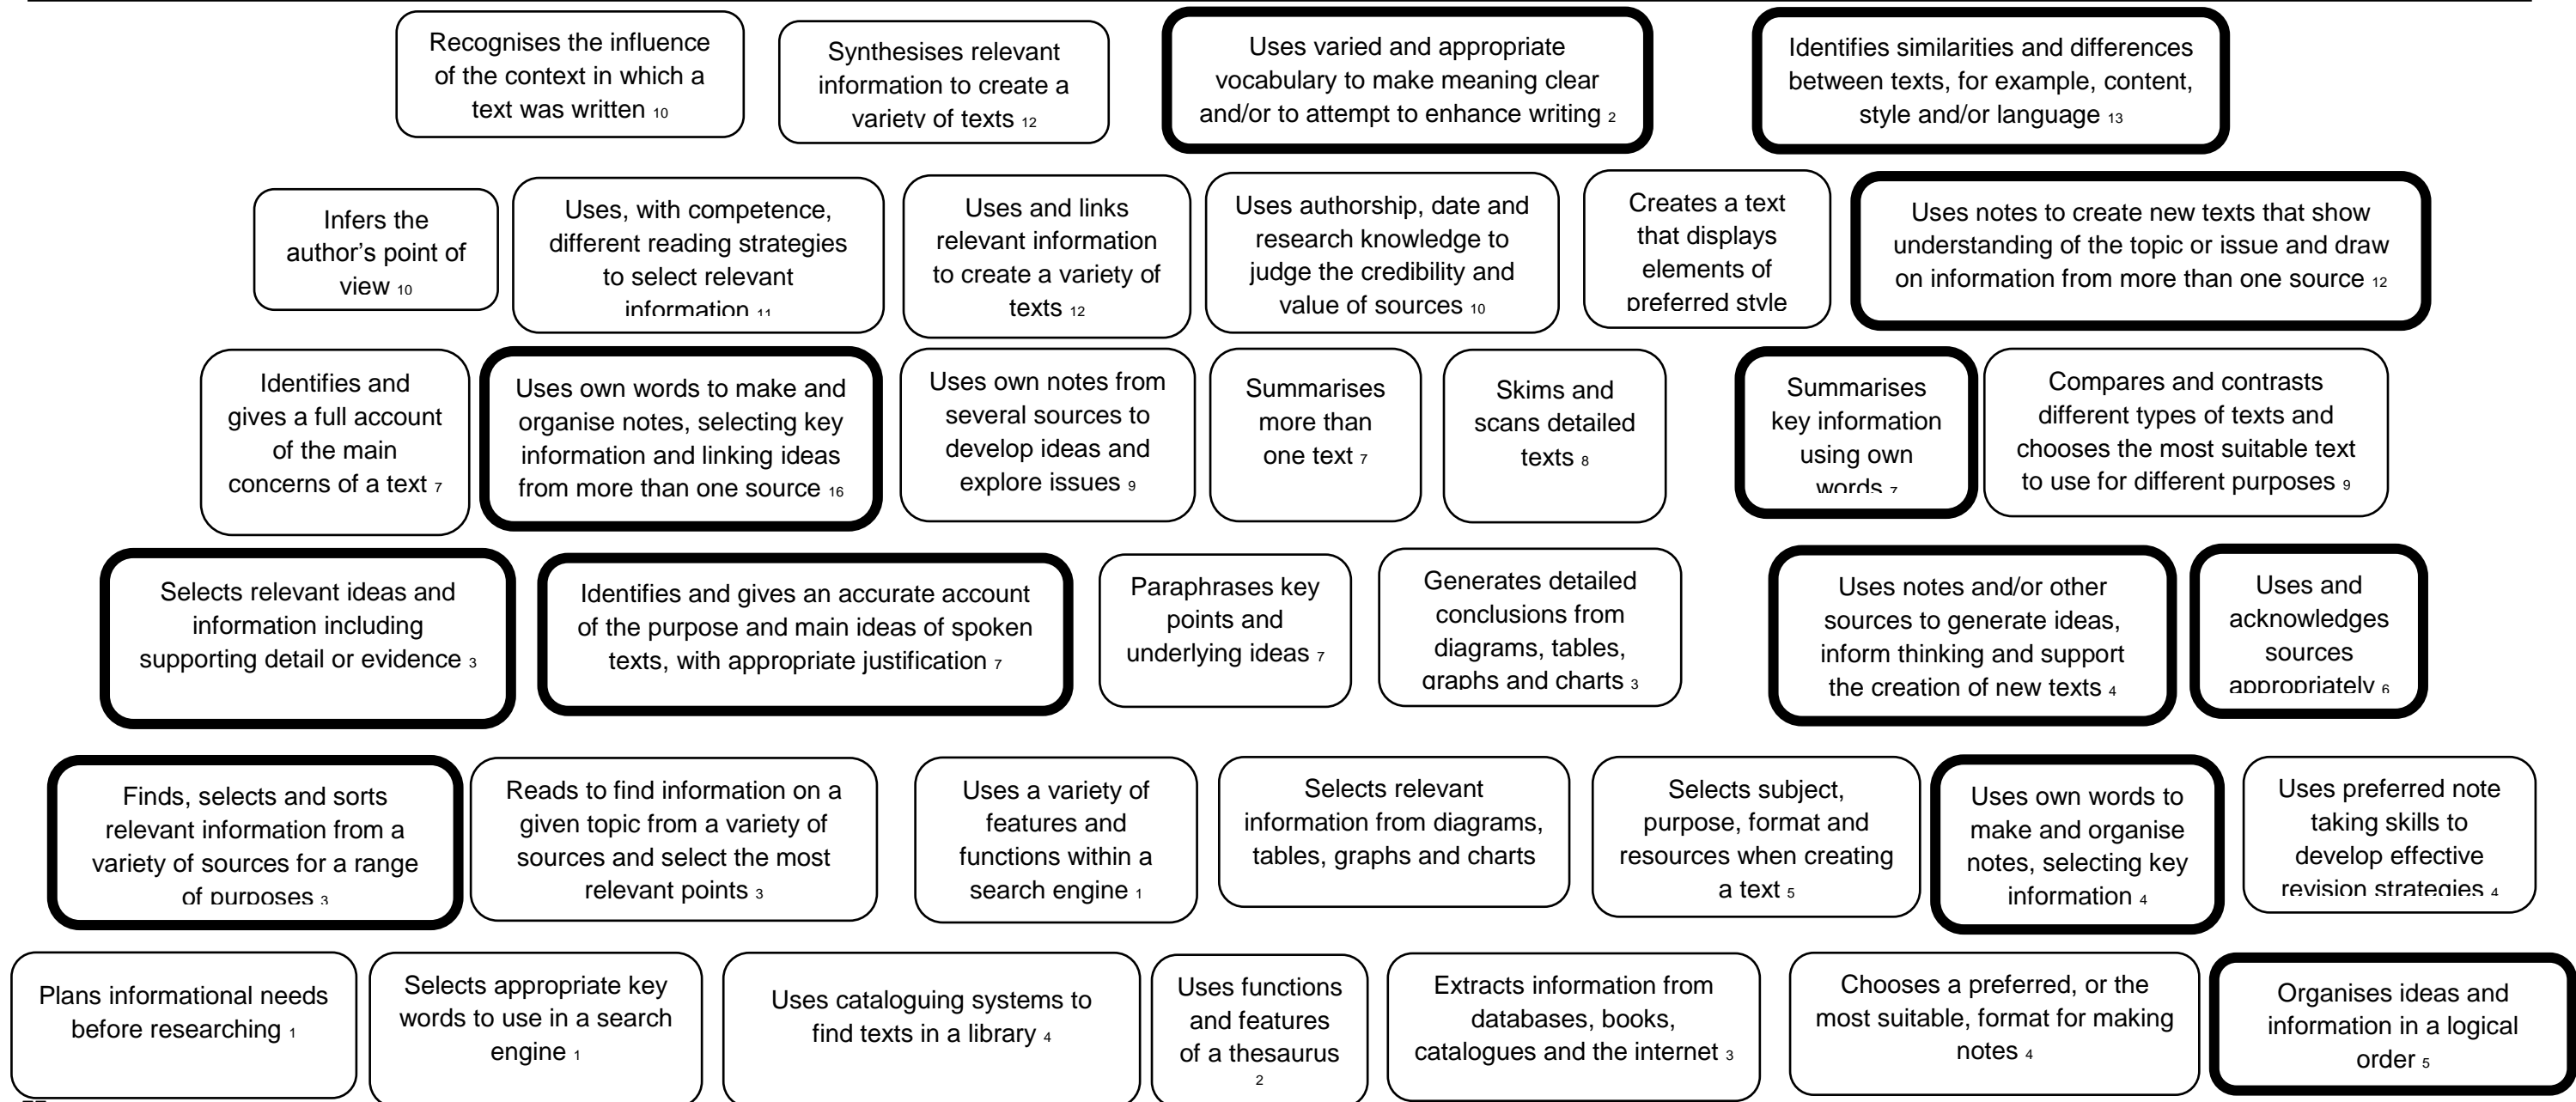 Recognises the influence
of the context in which a
text was written 10
Synthesises relevant
information to create a
variety of texts 12
Uses varied and appropriate
vocabulary to make meaning clear
and/or to attempt to enhance writing 2
Identifies similarities and differences
between texts, for example, content,
style and/or language 13
Infers the
author's point of
view 10
Uses, with competence,
different reading strategies
to select relevant
information 11
Uses and links
relevant information
to create a variety of
texts 12
Uses authorship, date and
research knowledge to
judge the credibility and
value of sources 10
Creates a text
that displays
elements of
preferred style
Uses notes to create new texts that show
understanding of the topic or issue and draw
on information from more than one source 12
Identifies and
gives a full account
of the main
concerns of a text 7
Uses own words to make and
organise notes, selecting key
information and linking ideas
from more than one source 16
Uses own notes from
several sources to
develop ideas and
explore issues 9
Summarises
more than
one text 7
Skims and
scans detailed
texts 8
Summarises
key information
using own
words 7
Compares and contrasts
different types of texts and
chooses the most suitable text
to use for different purposes 9
Selects relevant ideas and
information including
supporting detail or evidence 3
Identifies and gives an accurate account
of the purpose and main ideas of spoken
texts, with appropriate justification 7
Paraphrases key
points and
underlying ideas 7
Generates detailed
conclusions from
diagrams, tables,
graphs and charts 3
Uses notes and/or other
sources to generate ideas,
inform thinking and support
the creation of new texts 4
Uses and
acknowledges
sources
appropriately 6
Finds, selects and sorts
relevant information from a
variety of sources for a range
of purposes 3
Reads to find information on a
given topic from a variety of
sources and select the most
relevant points 3
Uses a variety of
features and
functions within a
search engine 1
Selects relevant
information from diagrams,
tables, graphs and charts
Selects subject,
purpose, format and
resources when creating
a text 5
Uses own words to
make and organise
notes, selecting key
information 4
Uses preferred note
taking skills to
develop effective
revision strategies 4
Plans informational needs
before researching 1
Selects appropriate key
words to use in a search
engine 1
Uses cataloguing systems to
find texts in a library 4
Uses functions
and features
of a thesaurus
2
Extracts information from
databases, books,
catalogues and the internet 3
Chooses a preferred, or the
most suitable, format for making
notes 4
Organises ideas and
information in a logical
order 5